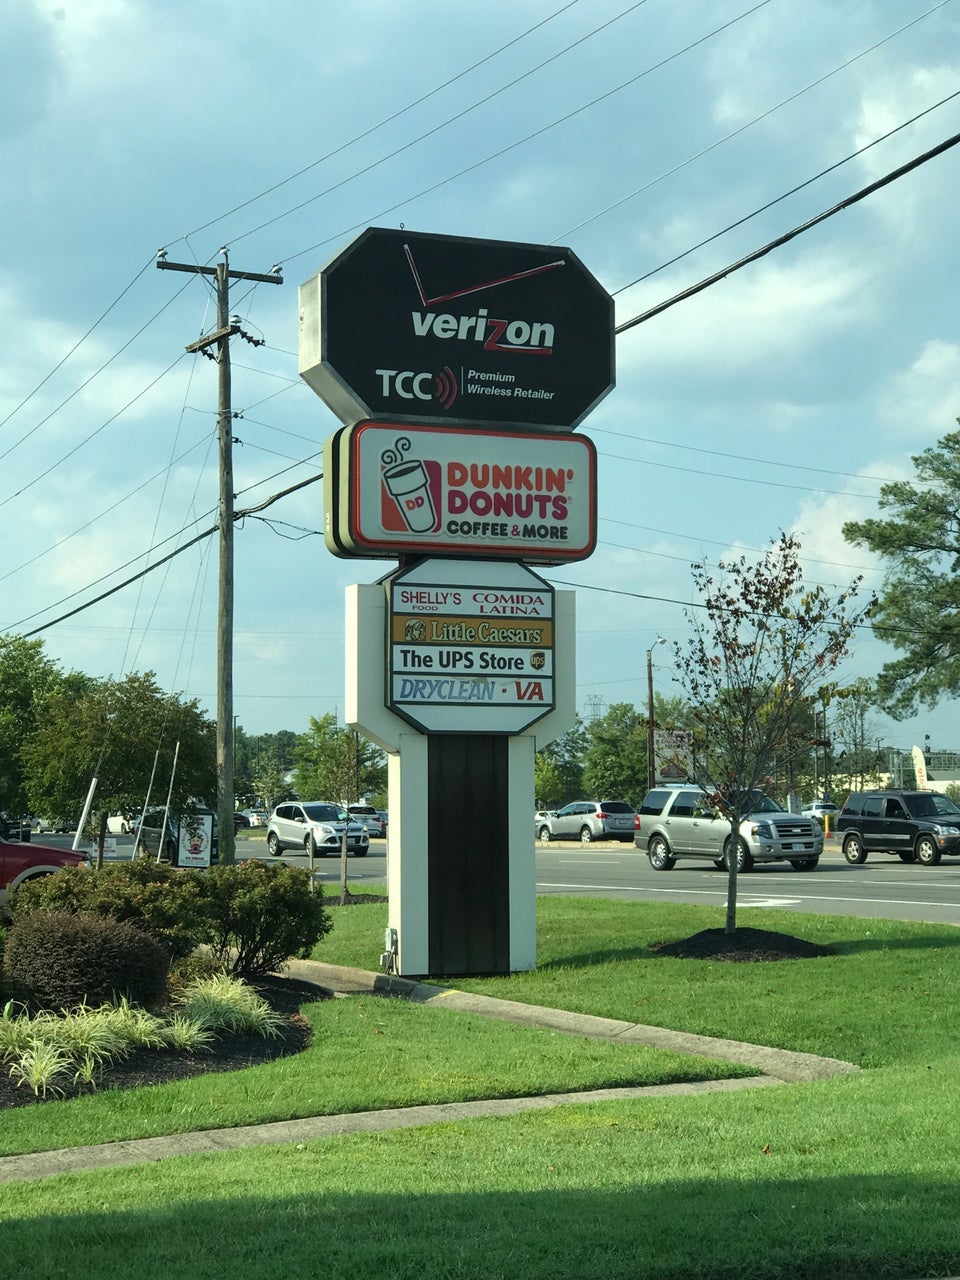 verizon
TCC Premium
Wireless Retailer
DD
DUNKIN'
DONUTS
COFFEE & MORE
SHELLY'S COMIDA
FOOD LATINA
Little Caesars
The UPS Store ups
DRYCLEAN - VA